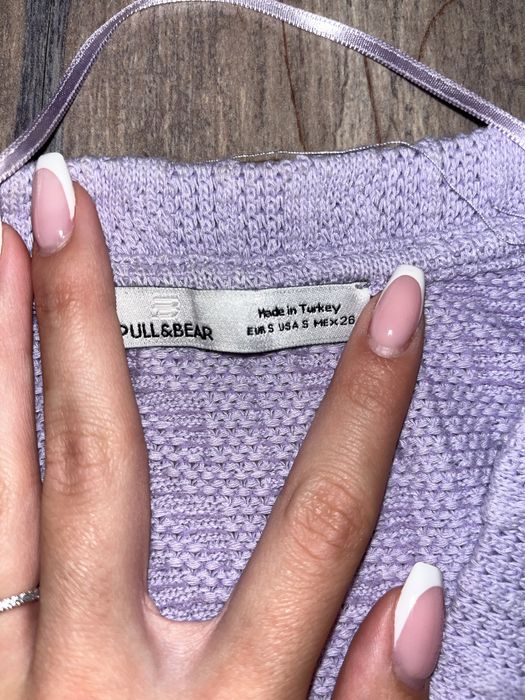 PULL&BEAR
Made in Turkey
EUR S USA S MEX 26